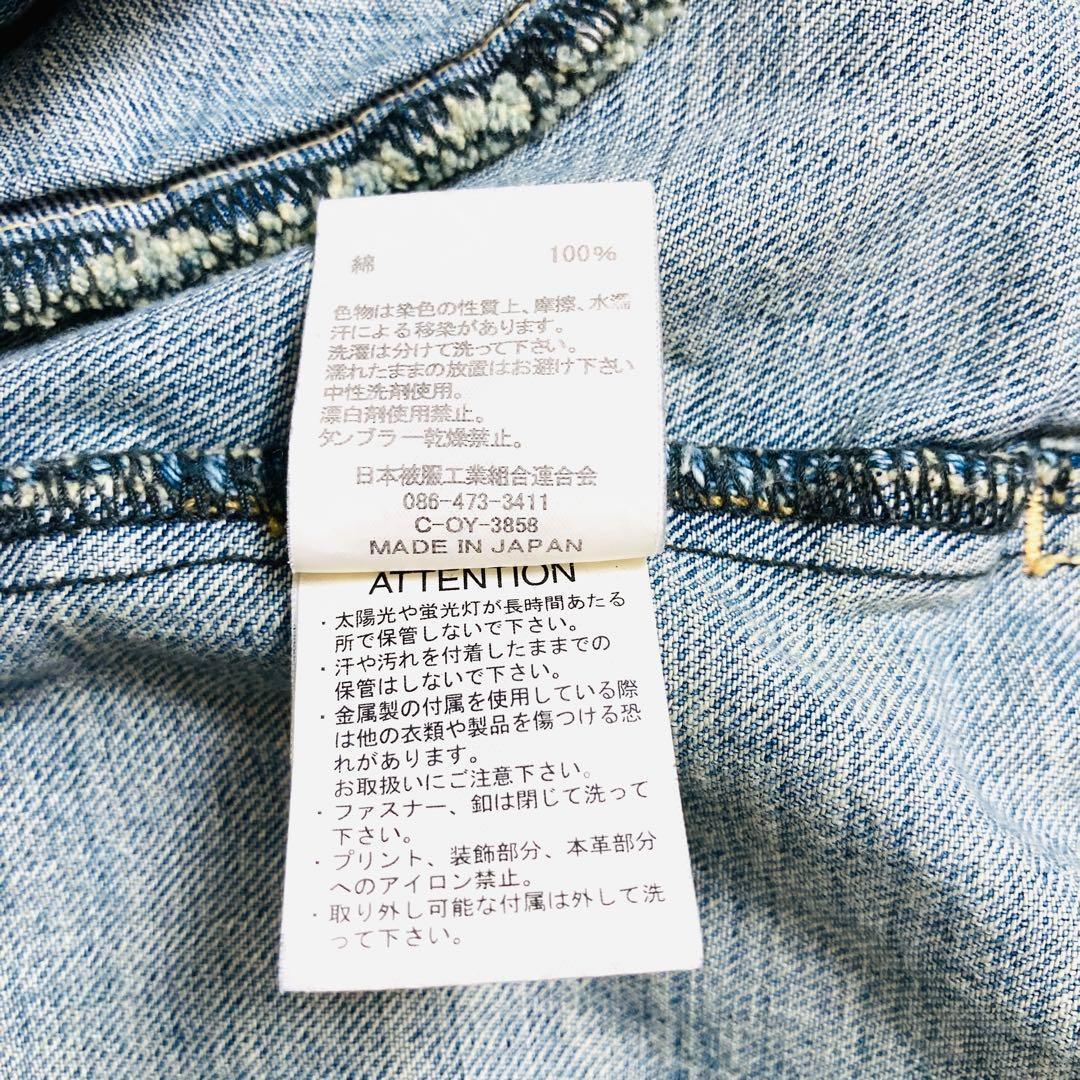 綿 100%
色物は染色の性質上、摩擦、水濡
汗による移染があります。
洗濯は分けて洗って下さい。
濡れたままの放置はお避け下さい
中性洗剤使用。
漂白剤使用禁止。
タンブラー乾燥禁止。
日本被服工業組合連合会
086-473-3411
C-OY-3858
MADE IN JAPAN
ATTENTION
・太陽光や蛍光灯が長時間あたる
所で保管しないで下さい。
・汗や汚れを付着したままでの
保管はしないで下さい。
・金属製の付属を使用している際
は他の衣類や製品を傷つける恐
れがあります。
お取扱いにご注意下さい。
・ファスナー、釦は閉じて洗って
下さい。
・プリント、装飾部分、本革部分
へのアイロン禁止。
・取り外し可能な付属は外して洗
って下さい。